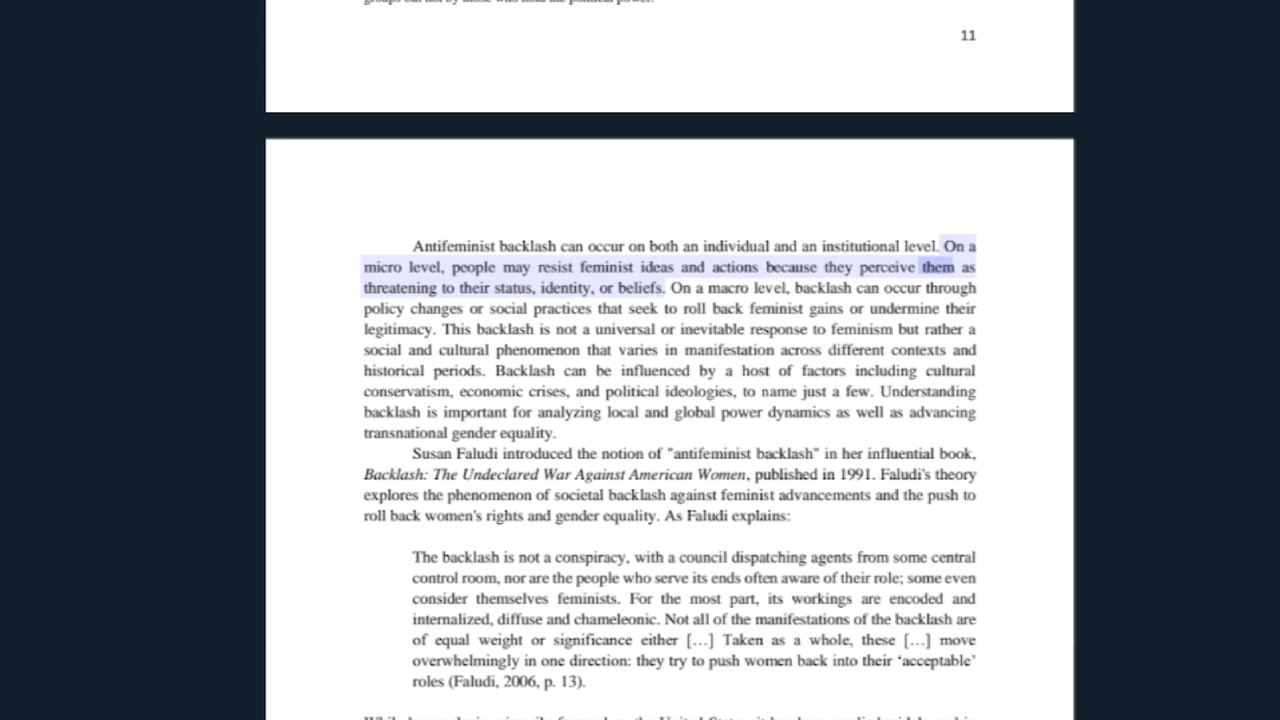 groups but not by those who hold the political power.
11
Antifeminist backlash can occur on both an individual and an institutional level. On a
micro level, people may resist feminist ideas and actions because they perceive them as
threatening to their status, identity, or beliefs. On a macro level, backlash can occur through
policy changes or social practices that seek to roll back feminist gains or undermine their
legitimacy. This backlash is not a universal or inevitable response to feminism but rather a
social and cultural phenomenon that varies in manifestation across different contexts and
historical periods. Backlash can be influenced by a host of factors including cultural
conservatism, economic crises, and political ideologies, to name just a few. Understanding
backlash is important for analyzing local and global power dynamics as well as advancing
transnational gender equality.
Susan Faludi introduced the notion of "antifeminist backlash" in her influential book,
Backlash: The Undeclared War Against American Women, published in 1991. Faludi's theory
explores the phenomenon of societal backlash against feminist advancements and the push to
roll back women's rights and gender equality. As Faludi explains:
The backlash is not a conspiracy, with a council dispatching agents from some central
control room, nor are the people who serve its ends often aware of their role; some even
consider themselves feminists. For the most part, its workings are encoded and
internalized, diffuse and chameleonic. Not all of the manifestations of the backlash are
of equal weight or significance either […] Taken as a whole, these […] move
overwhelmingly in one direction: they try to push women back into their ‘acceptable’
roles (Faludi, 2006, p. 13).